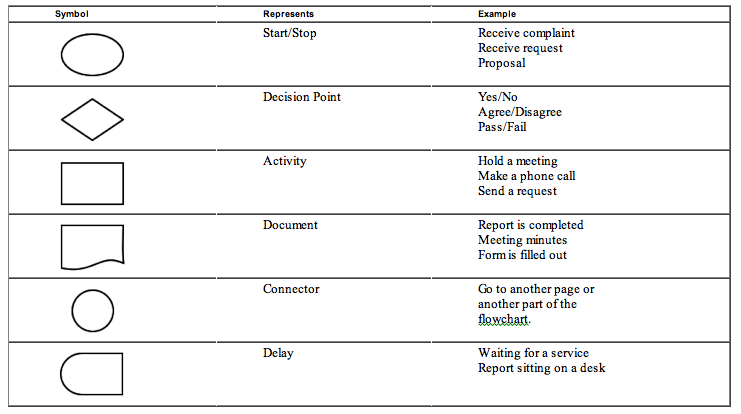 Symbol Represents Example
Start/Stop Receive complaint
Receive request
Proposal
Decision Point Yes/No
Agree/Disagree
Pass/Fail
Activity Hold a meeting
Make a phone call
Send a request
Document Report is completed
Meeting minutes
Form is filled out
Connector Go to another page or
another part of the
flowchart.
Delay Waiting for a service
Report sitting on a desk